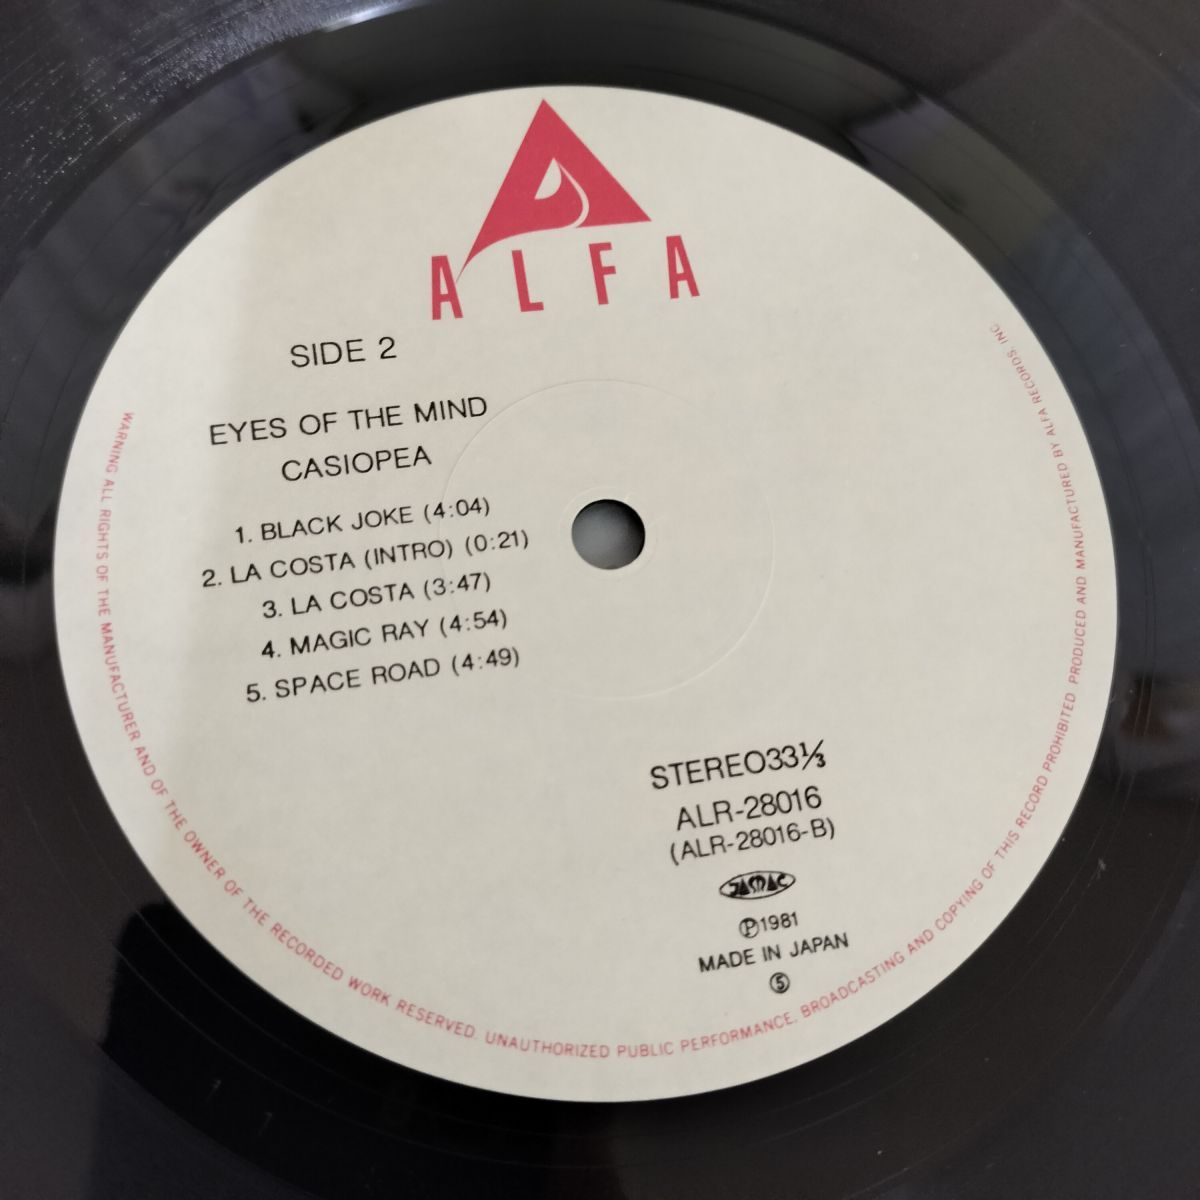 ALFA
SIDE 2
EYES OF THE MIND
CASIOPEA
1. BLACK JOKE (4:04)
2. LA COSTA (INTRO) (0:21)
3. LA COSTA (3:47)
4. MAGIC RAY (4:54)
5. SPACE ROAD (4:49)
STEREO33⅓
ALR-28016
(ALR-28016-B)
JASRAC
Ⓟ1981
MADE IN JAPAN
⑤
WARNING ALL RIGHTS OF THE MANUFACTURER AND OF THE OWNER OF THE RECORDED WORK RESERVED. UNAUTHORIZED PUBLIC PERFORMANCE. BROADCASTING AND COPYING OF THIS RECORD PROHIBITED PRODUCED AND MANUFACTURED BY ALFA RECORDS, INC